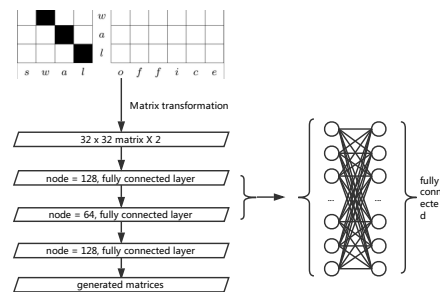 w
a
l
s w a l o f f i c e
Matrix transformation
32 x 32 matrix X 2
node = 128, fully connected layer
node = 64, fully connected layer
node = 128, fully connected layer
generated matrices
... ...
fully
conn
ecte
d